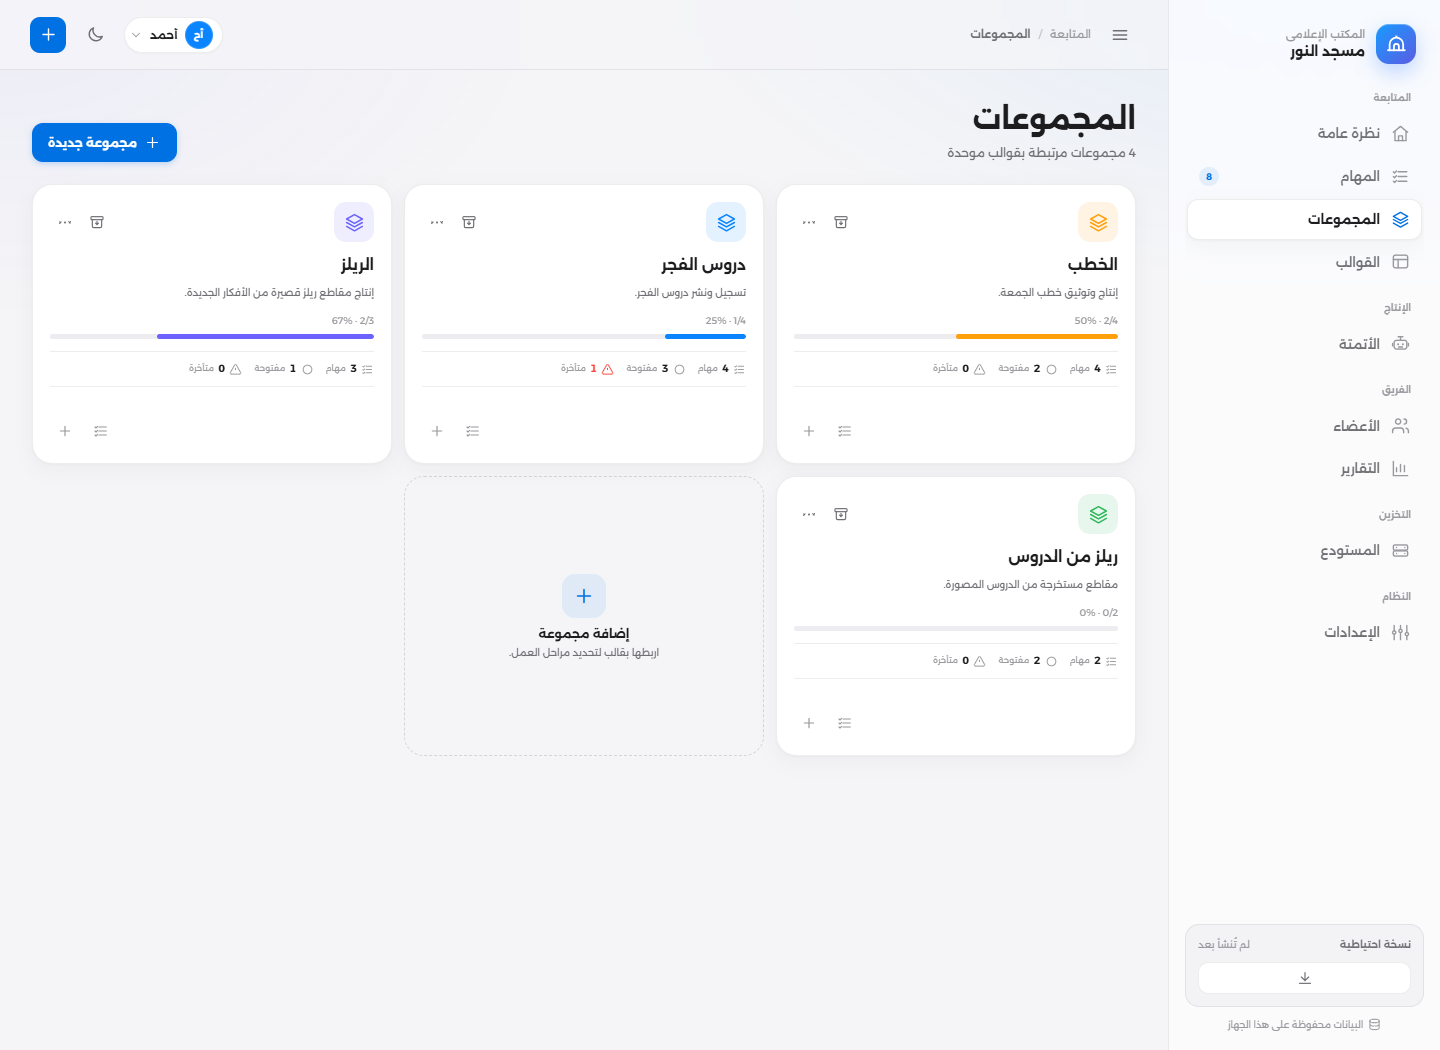 المكتب الإعلامي
مسجد النور
المتابعة
نظرة عامة
المهام
8
المجموعات
القوالب
الإنتاج
الأتمتة
الفريق
الأعضاء
التقارير
التخزين
المستودع
النظام
الإعدادات
نسخة احتياطية
لم تُنشأ بعد
البيانات محفوظة على هذا الجهاز
المتابعة / المجموعات
أح
أحمد
المجموعات
4 مجموعات مرتبطة بقوالب موحدة
مجموعة جديدة
الخطب
إنتاج وتوثيق خطب الجمعة.
2/4 · 50%
4 مهام 2 مفتوحة 0 متأخرة
دروس الفجر
تسجيل ونشر دروس الفجر.
1/4 · 25%
4 مهام 3 مفتوحة 1 متأخرة
الريلز
إنتاج مقاطع ريلز قصيرة من الأفكار الجديدة.
2/3 · 67%
3 مهام 1 مفتوحة 0 متأخرة
ريلز من الدروس
مقاطع مستخرجة من الدروس المصورة.
0/2 · 0%
2 مهام 2 مفتوحة 0 متأخرة
إضافة مجموعة
اربطها بقالب لتحديد مراحل العمل.